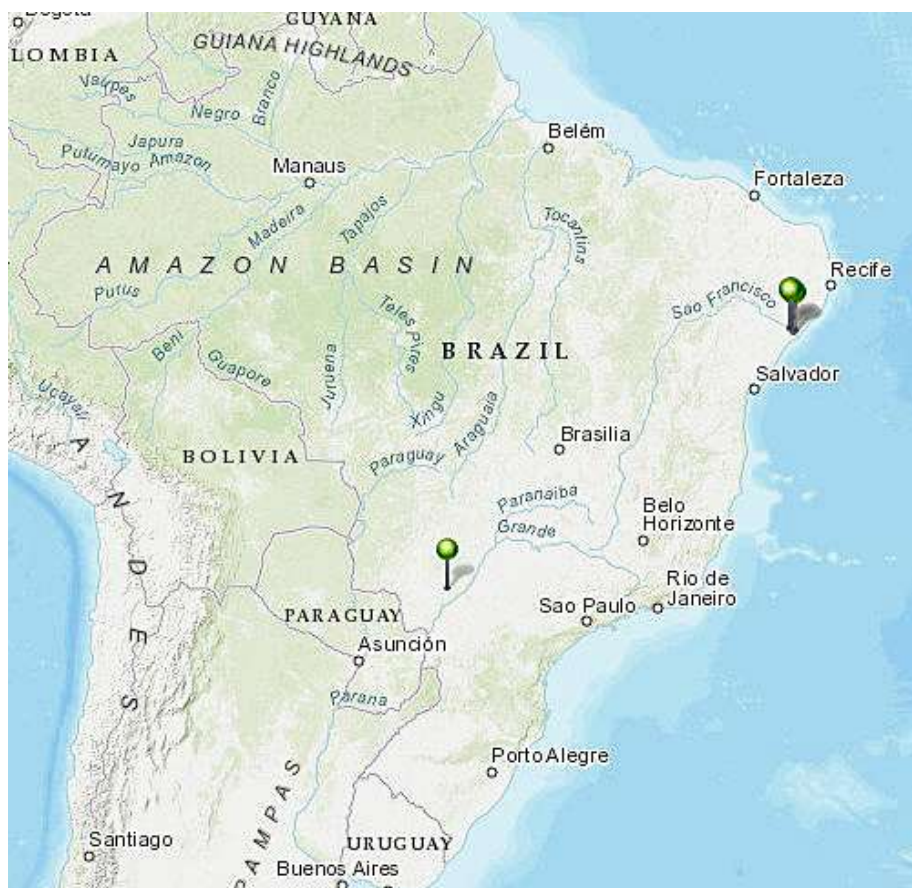 Bogota
GUYANA
GUIANA HIGHLANDS
LOMBIA
Vaupes
Branco
Negro
Japura
Putumayo
Amazon
Manaus
Belém
Fortaleza
Madeira
Tapajos
Tocantins
AMAZON BASIN
Recife
Purus
Sao Francisco
Teles Pires
BRAZIL
Beni
Guapore
Juruena
Salvador
Ucayali
Xingu
Araguaia
Brasilia
BOLIVIA
Paraguay
Paranaiba
Belo
Horizonte
Grande
ANDES
Rio de
Janeiro
Sao Paulo
PARAGUAY
Asunción
Parana
Porto Alegre
PAMPAS
Santiago
URUGUAY
Buenos Aires